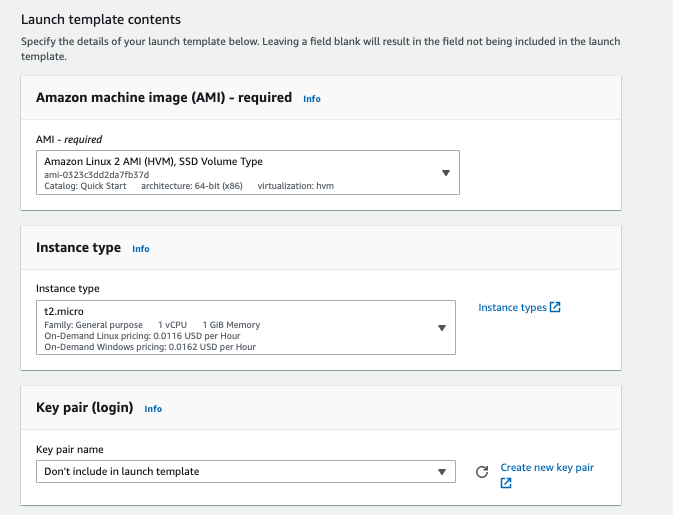 Launch template contents
Specify the details of your launch template below. Leaving a field blank will result in the field not being included in the launch
template.
Amazon machine image (AMI) - required Info
AMI - required
Amazon Linux 2 AMI (HVM), SSD Volume Type
ami-0323c3dd2da7fb37d
Catalog: Quick Start architecture: 64-bit (x86) virtualization: hvm
Instance type Info
Instance type
t2.micro
Family: General purpose 1 vCPU 1 GiB Memory
On-Demand Linux pricing: 0.0116 USD per Hour
On-Demand Windows pricing: 0.0162 USD per Hour
Instance types
Key pair (login) Info
Key pair name
Don't include in launch template
Create new key pair